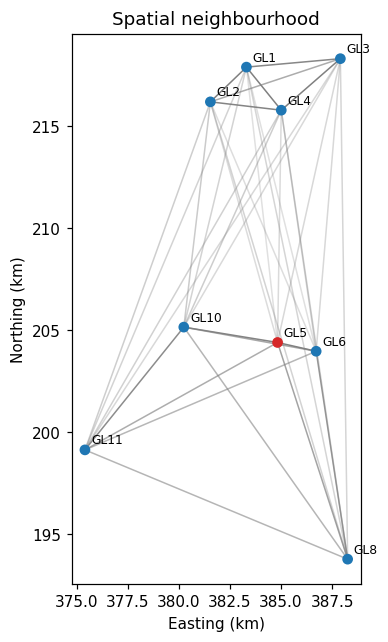 Spatial neighbourhood
GL3
GL1
GL2
GL4
215
210
Northing (km)
GL10
205
GL5
GL6
200
GL11
195
GL8
375.0 377.5 380.0 382.5 385.0 387.5
Easting (km)